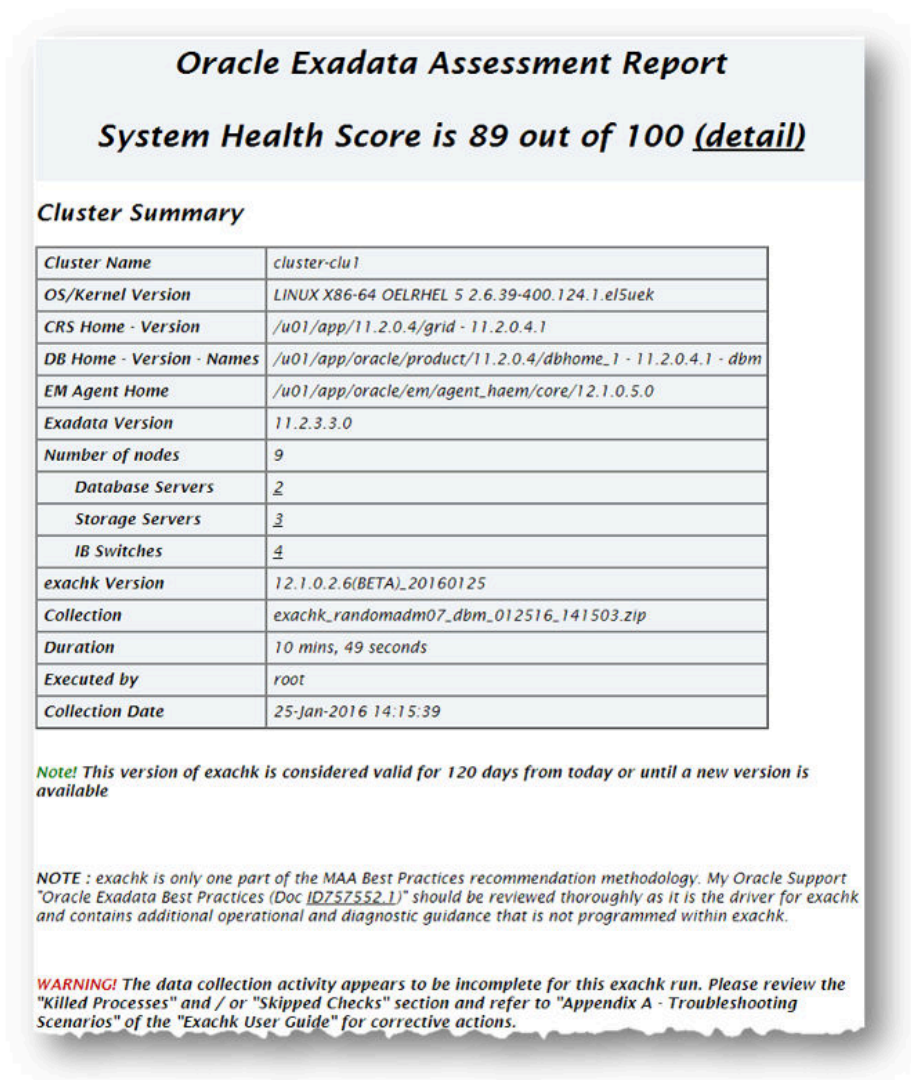 Oracle Exadata Assessment Report
System Health Score is 89 out of 100 (detail)
Cluster Summary
Cluster Name cluster-clu1
OS/Kernel Version LINUX X86-64 OELRHEL 5 2.6.39-400.124.1.el5uek
CRS Home - Version /u01/app/11.2.0.4/grid - 11.2.0.4.1
DB Home - Version - Names /u01/app/oracle/product/11.2.0.4/dbhome_1 - 11.2.0.4.1 - dbm
EM Agent Home /u01/app/oracle/em/agent_haem/core/12.1.0.5.0
Exadata Version 11.2.3.3.0
Number of nodes 9
Database Servers 2
Storage Servers 3
IB Switches 4
exachk Version 12.1.0.2.6(BETA)_20160125
Collection exachk_randomadm07_dbm_012516_141503.zip
Duration 10 mins, 49 seconds
Executed by root
Collection Date 25-Jan-2016 14:15:39
Note! This version of exachk is considered valid for 120 days from today or until a new version is
available
NOTE : exachk is only one part of the MAA Best Practices recommendation methodology. My Oracle Support
"Oracle Exadata Best Practices (Doc ID757552.1)" should be reviewed thoroughly as it is the driver for exachk
and contains additional operational and diagnostic guidance that is not programmed within exachk.
WARNING! The data collection activity appears to be incomplete for this exachk run. Please review the
"Killed Processes" and / or "Skipped Checks" section and refer to "Appendix A - Troubleshooting
Scenarios" of the "Exachk User Guide" for corrective actions.